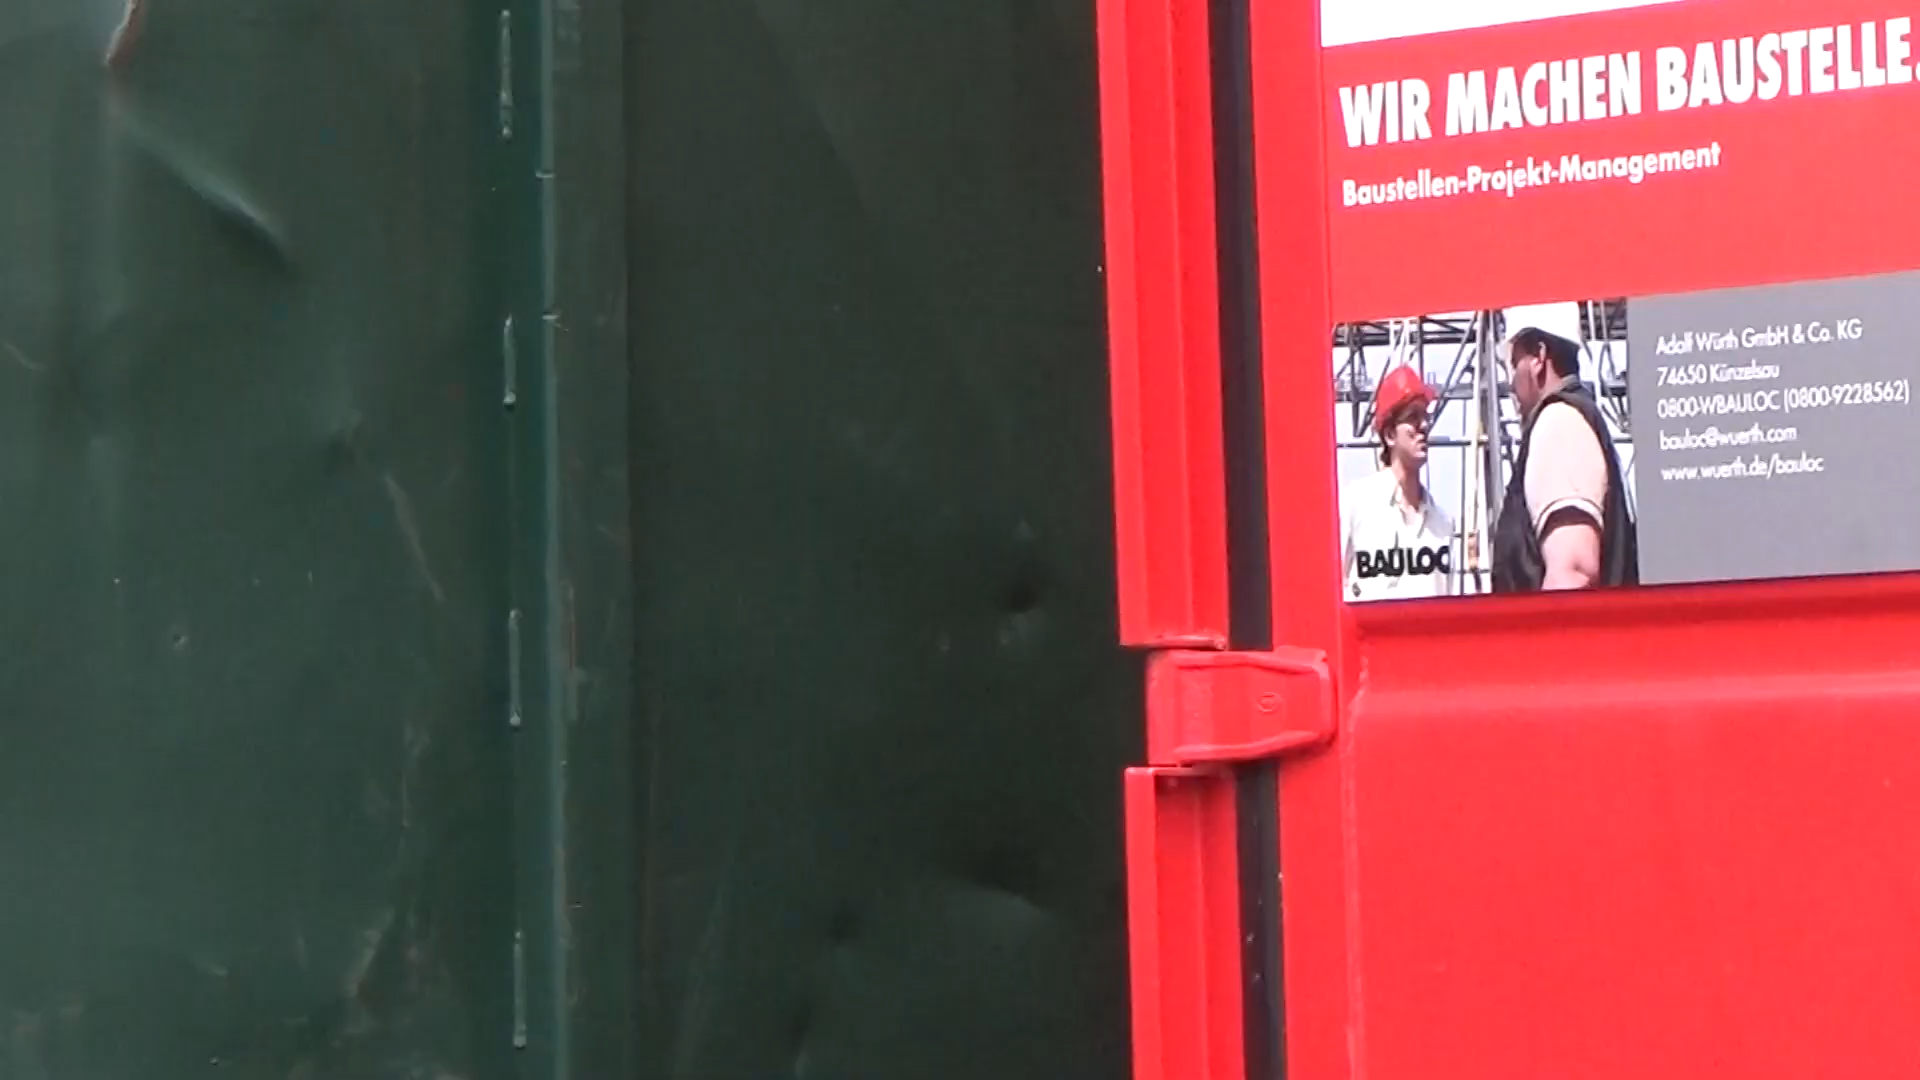 WIR MACHEN BAUSTELLE.
Baustellen-Projekt-Management
Adolf Würth GmbH & Co. KG
74650 Künzelsau
0800-WBAULOC (0800-9228562)
bauloc@wuerth.com
www.wuerth.de/bauloc
BAULOC